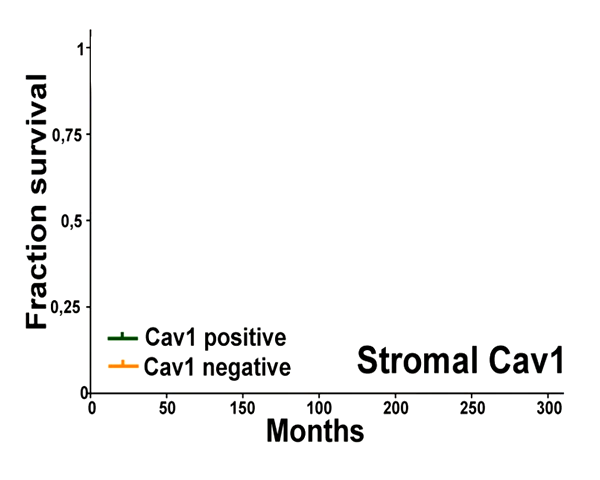 Fraction survival
1
0,75
0,5
0,25
0
Cav1 positive
Cav1 negative
Stromal Cav1
0 50 150 100 200 250 300
Months